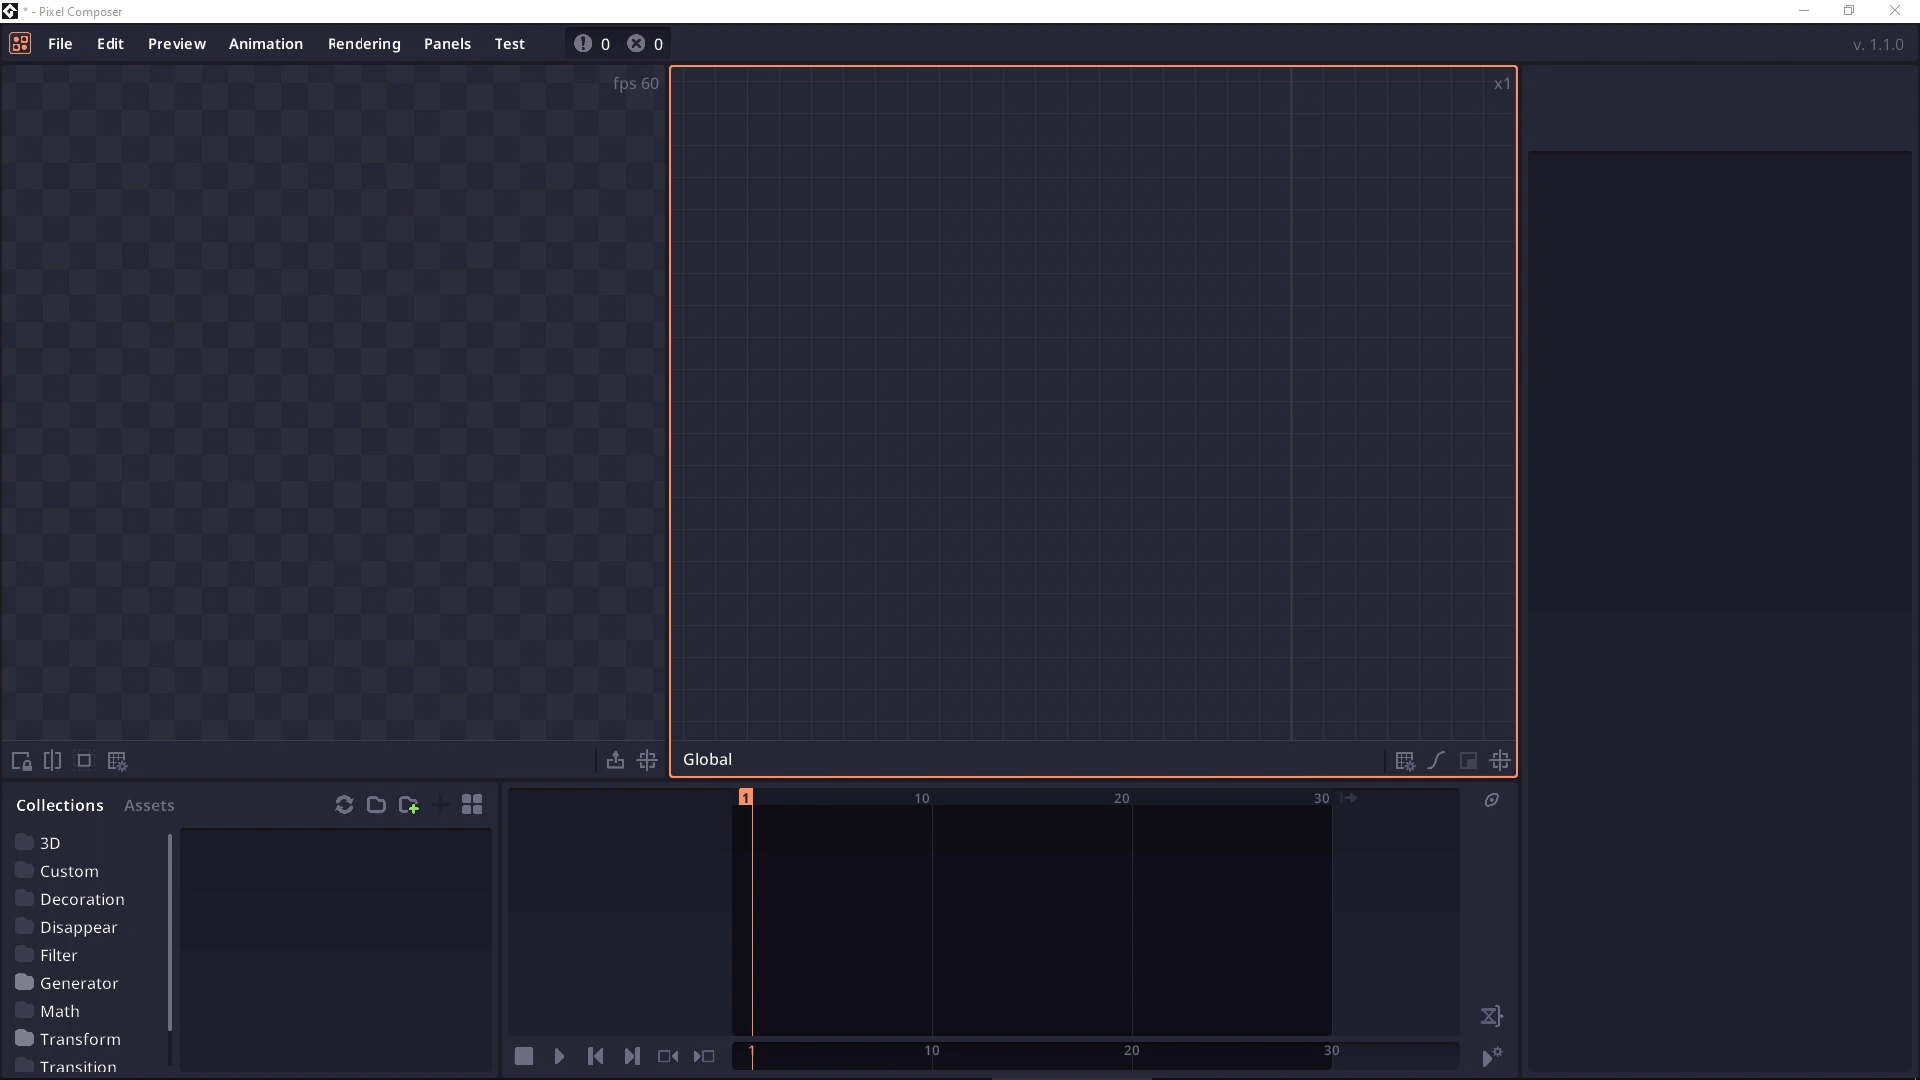 * - Pixel Composer
File Edit Preview Animation Rendering Panels Test 0 0 v. 1.1.0
fps 60
x1
Global
Collections Assets
3D
Custom
Decoration
Disappear
Filter
Generator
Math
Transform
Transition
1 10 20 30
1 10 20 30